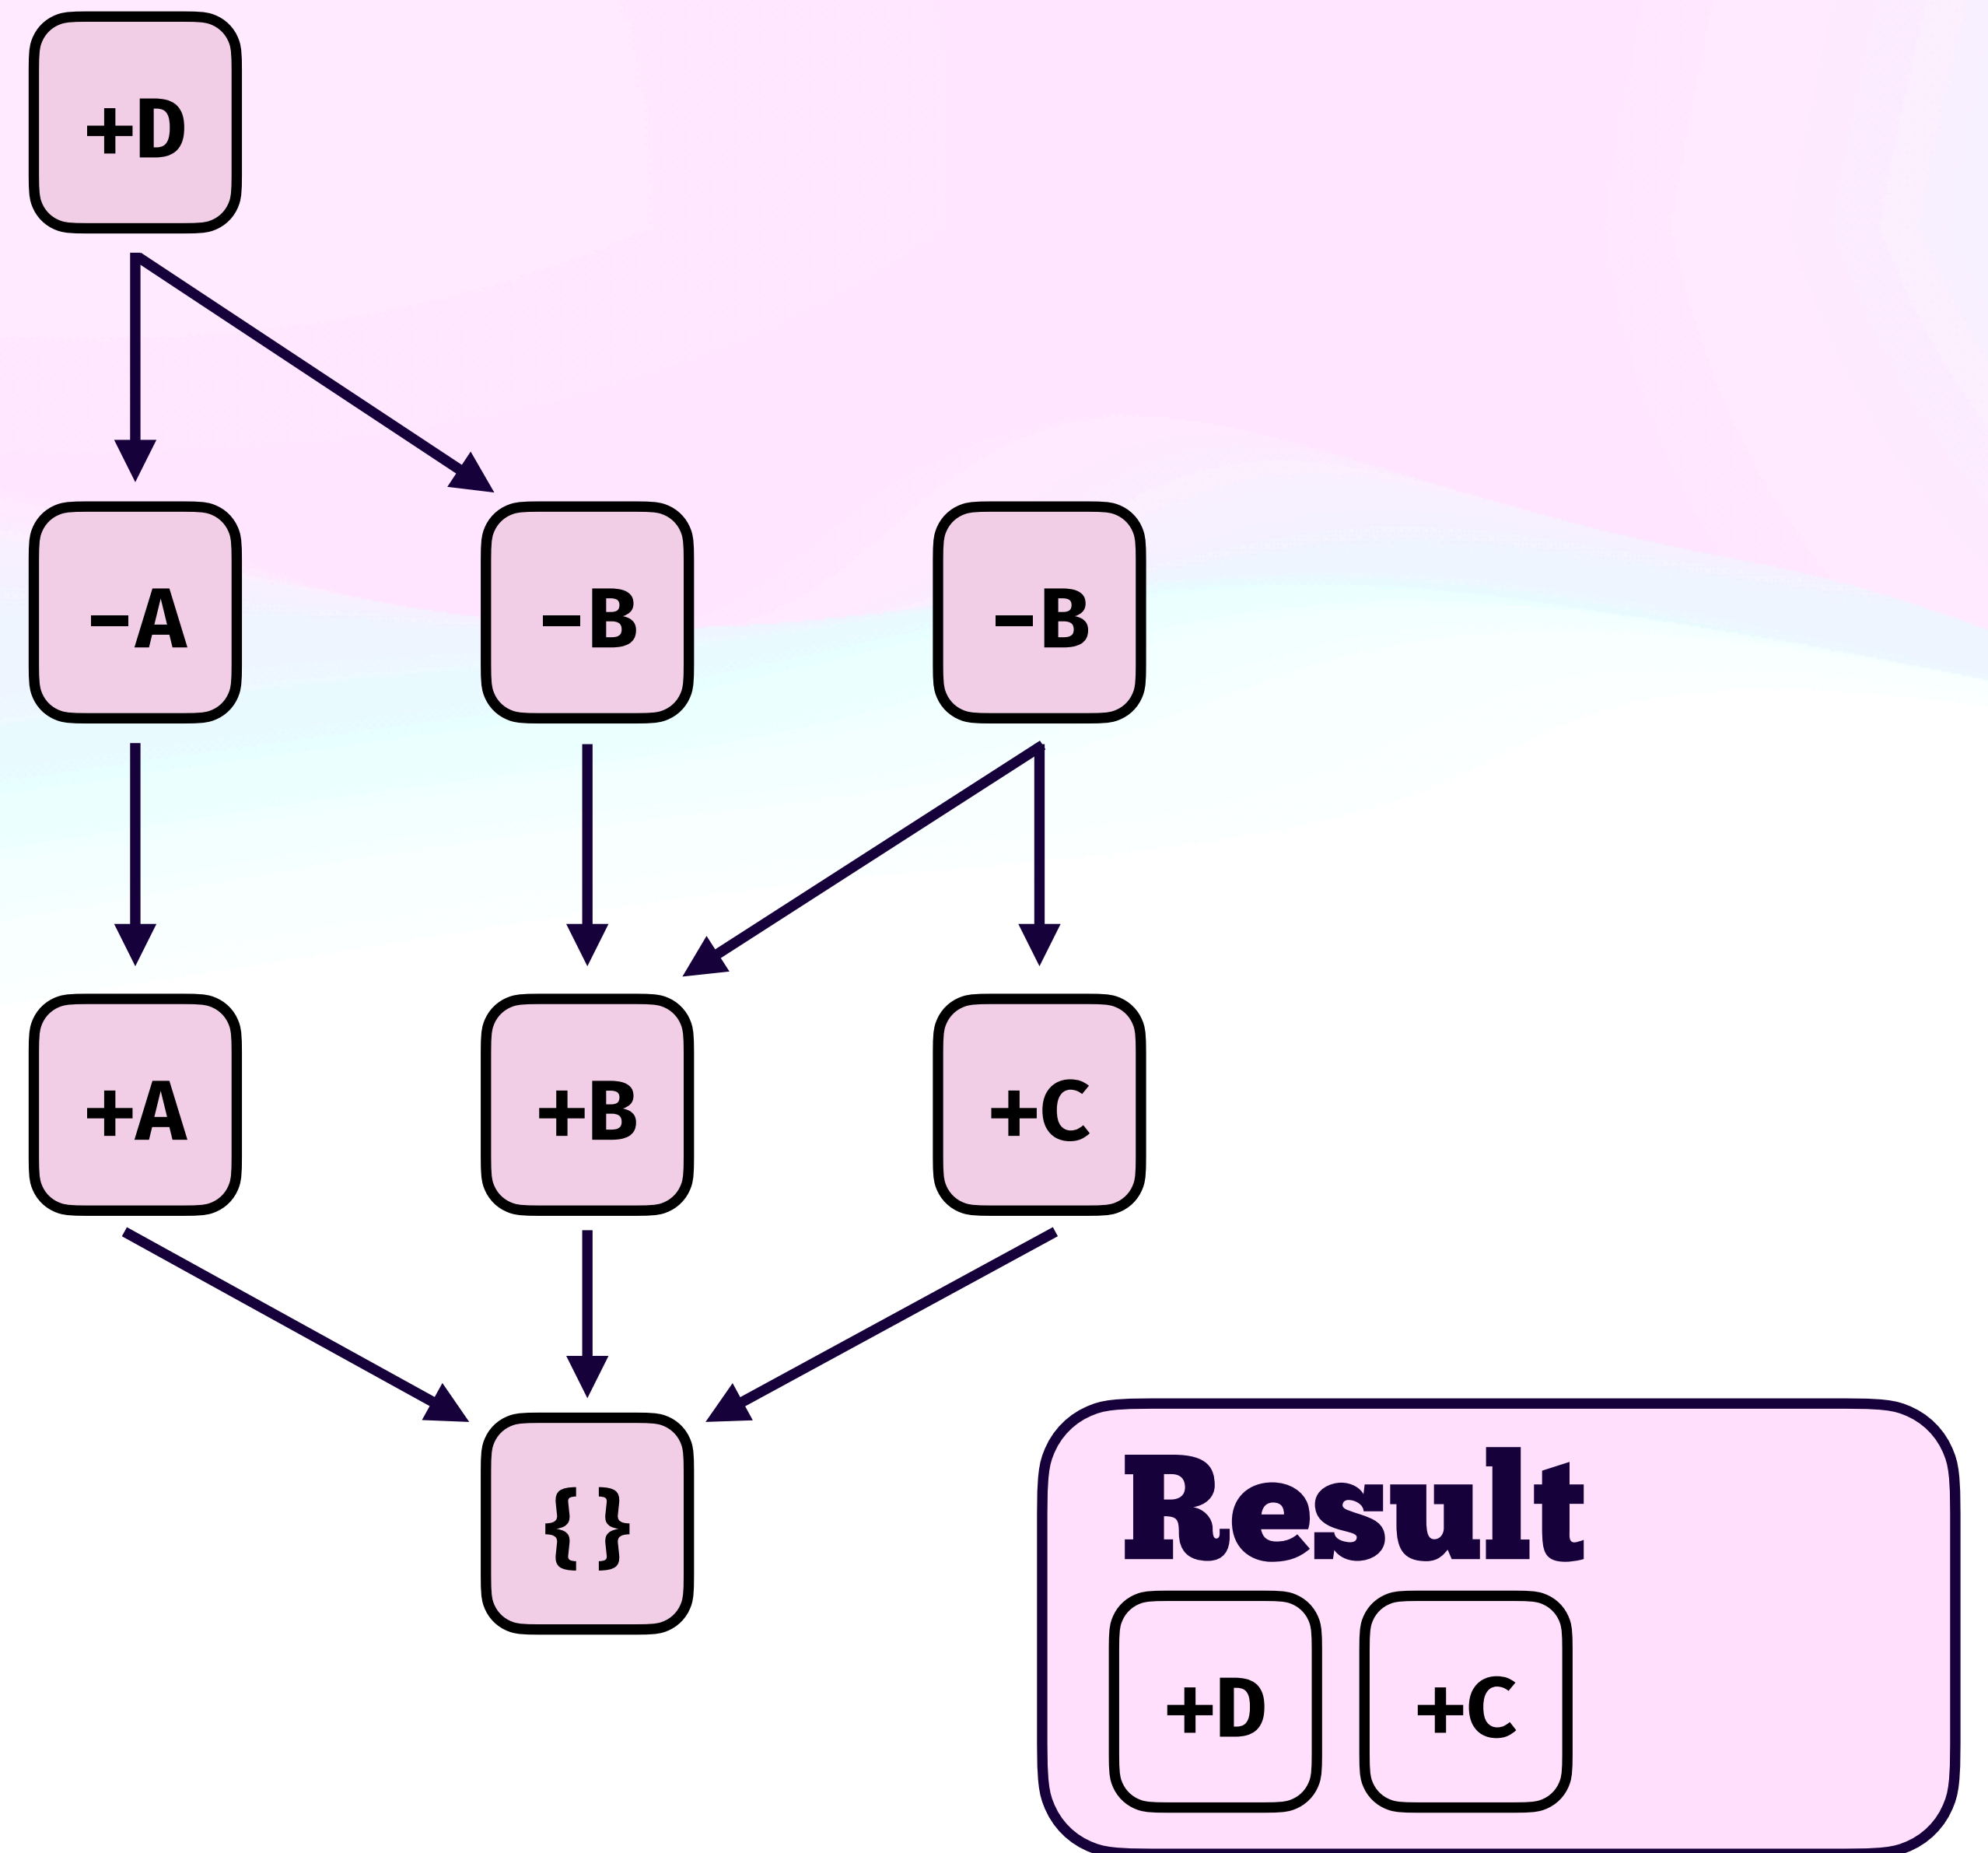 +D
-A
-B
-B
+A
+B
+C
{}
Result
+D
+C